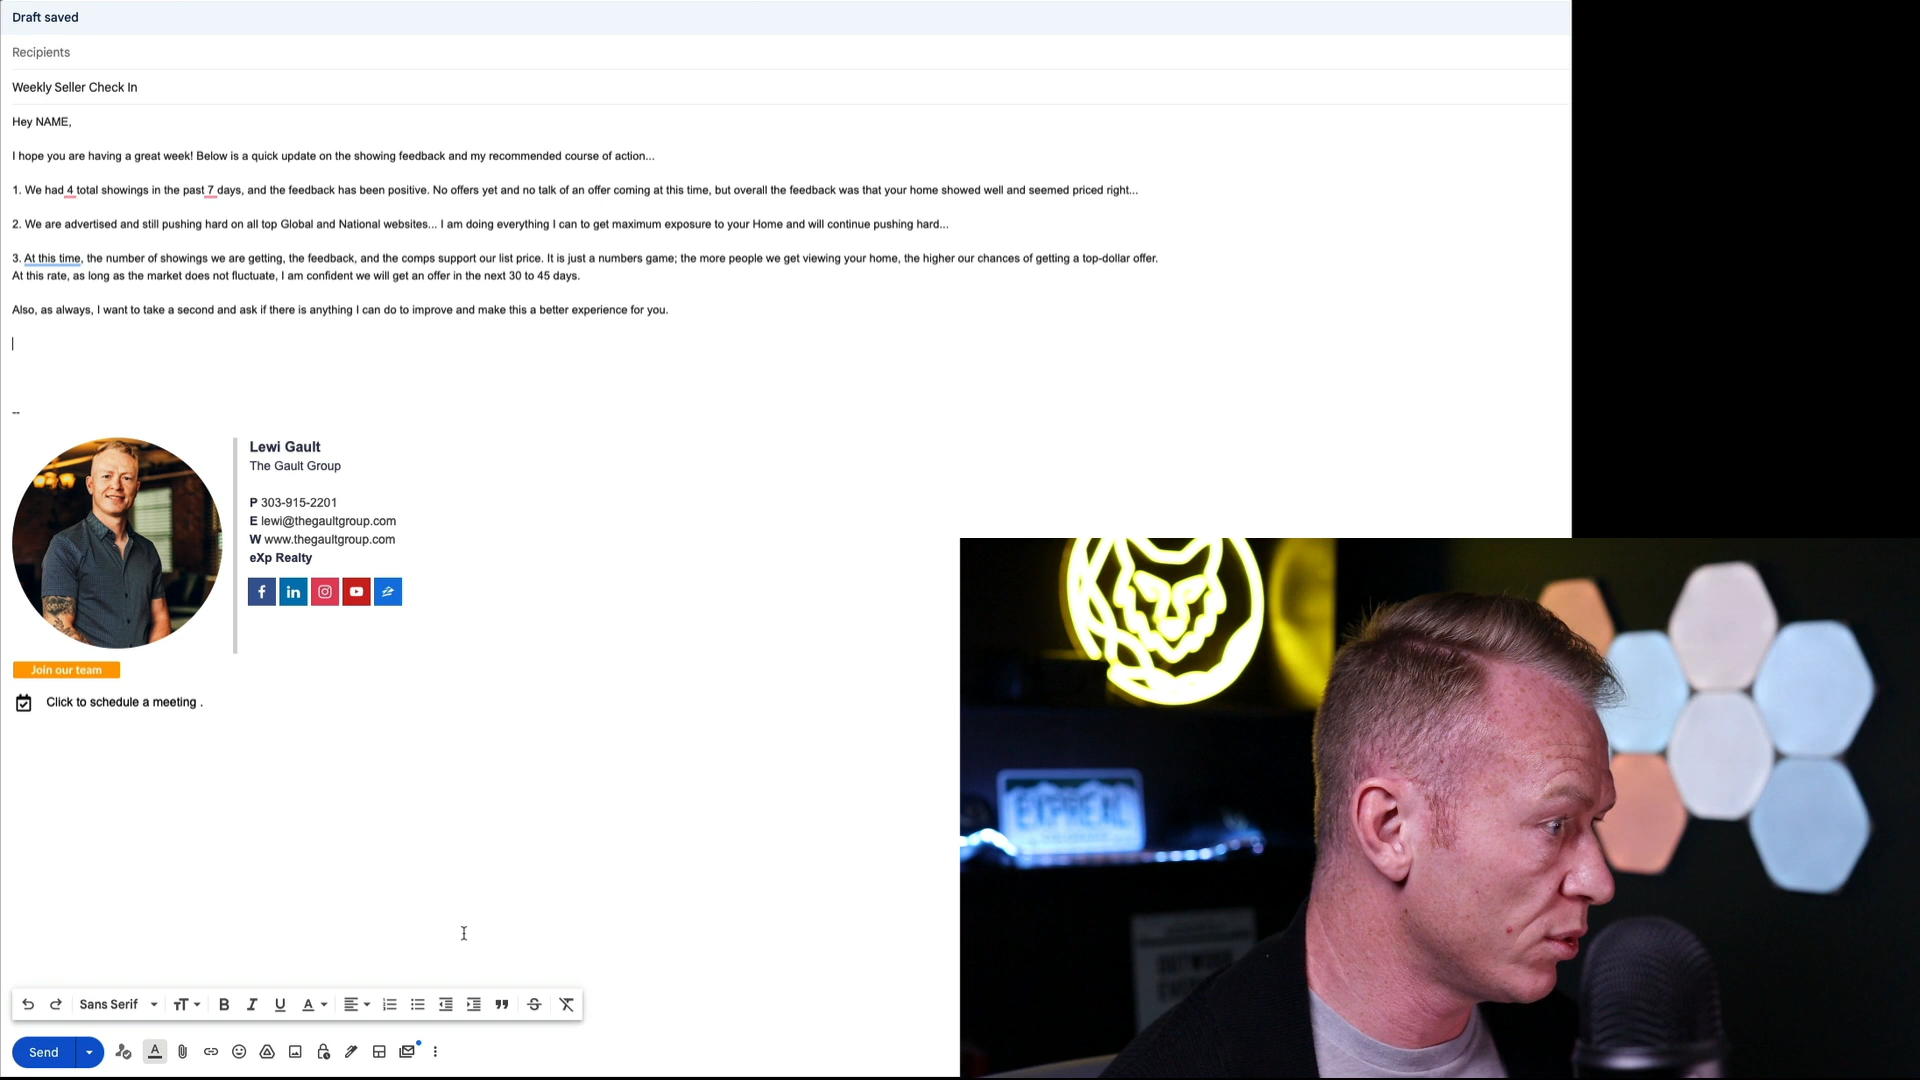 Draft saved
Recipients
Weekly Seller Check In
Hey NAME,
I hope you are having a great week! Below is a quick update on the showing feedback and my recommended course of action...
1. We had 4 total showings in the past 7 days, and the feedback has been positive. No offers yet and no talk of an offer coming at this time, but overall the feedback was that your home showed well and seemed priced right...
2. We are advertised and still pushing hard on all top Global and National websites... I am doing everything I can to get maximum exposure to your Home and will continue pushing hard...
3. At this time, the number of showings we are getting, the feedback, and the comps support our list price. It is just a numbers game; the more people we get viewing your home, the higher our chances of getting a top-dollar offer.
At this rate, as long as the market does not fluctuate, I am confident we will get an offer in the next 30 to 45 days.
Also, as always, I want to take a second and ask if there is anything I can do to improve and make this a better experience for you.
--
Lewi Gault
The Gault Group
P 303-915-2201
E lewi@thegaultgroup.com
W www.thegaultgroup.com
eXp Realty
Join our team
Click to schedule a meeting .
EXPREAL
Sans Serif
Send